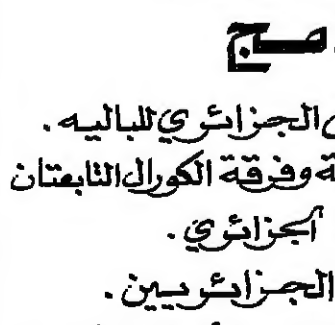 الجزائري للباليه .
وفرقة الكورال التابعتان
الجزائري .
الجزائريين .